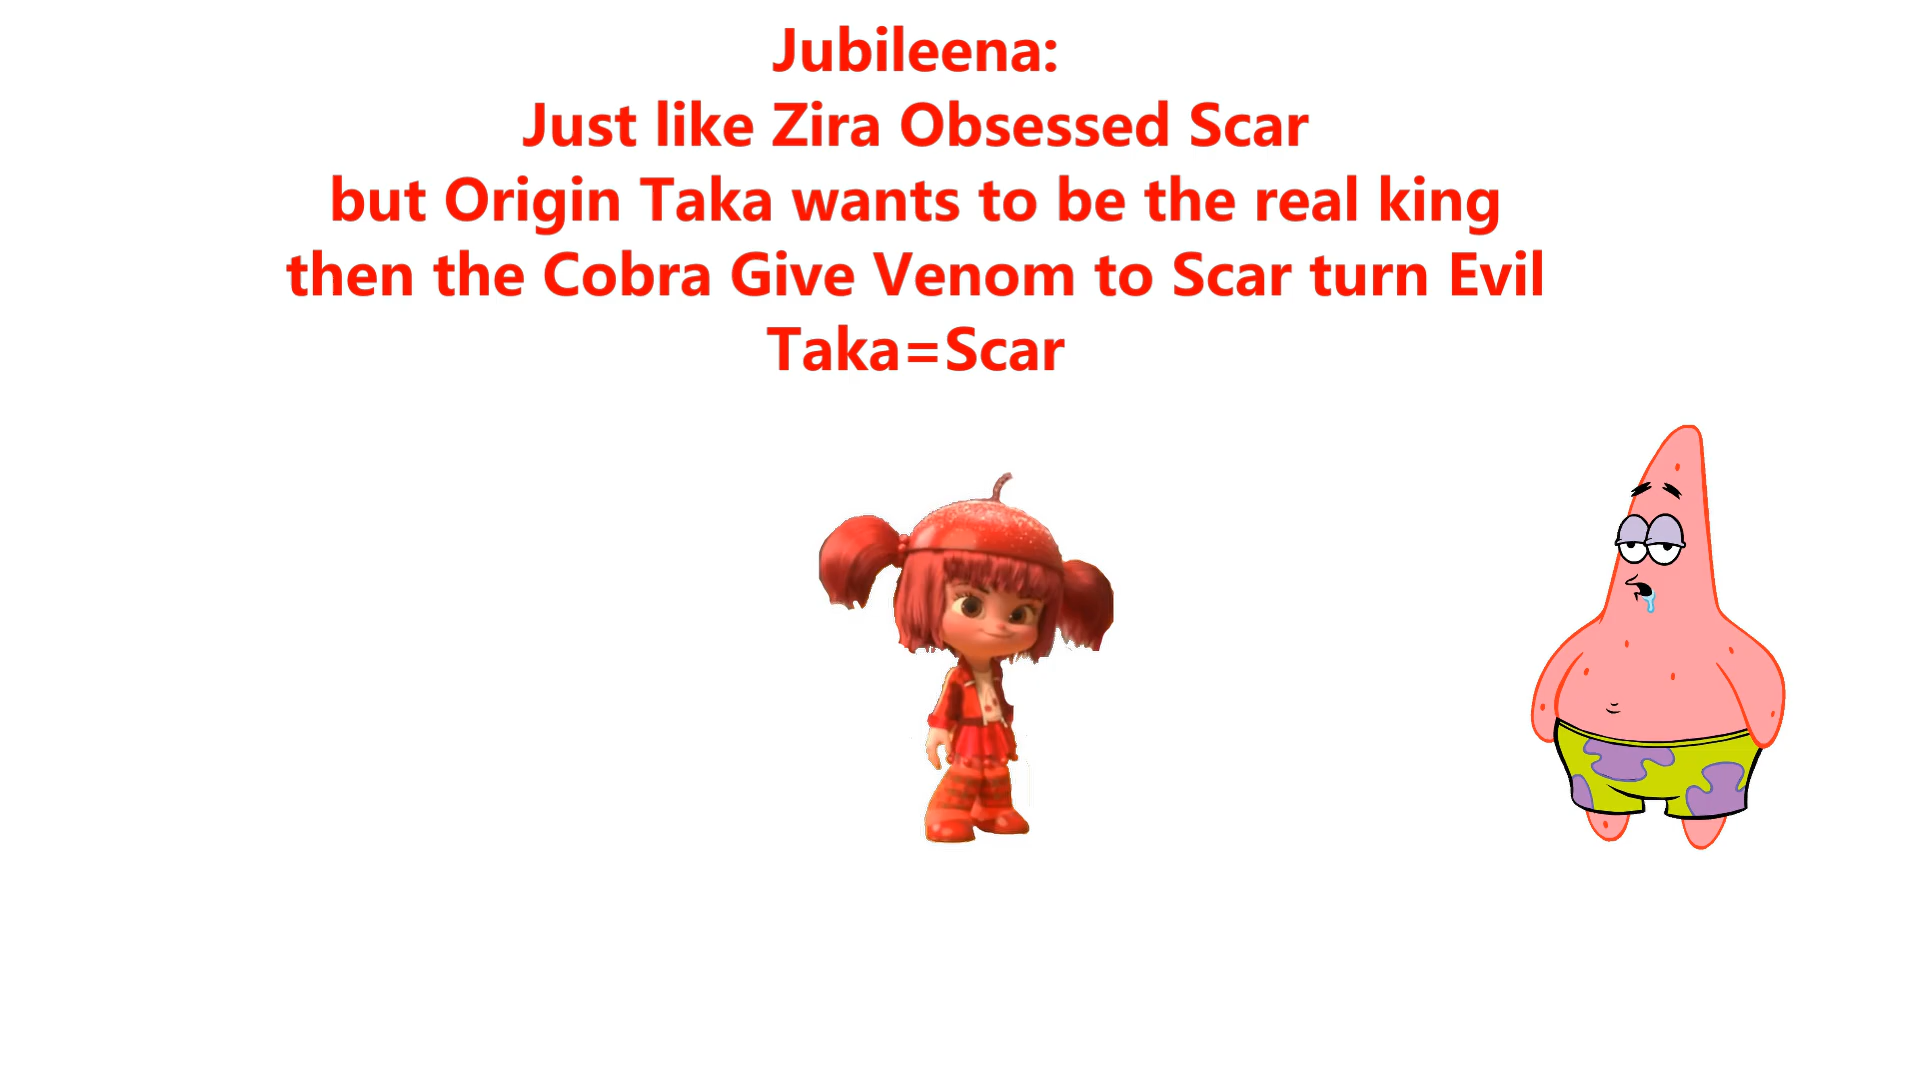 Jubileena:
Just like Zira Obsessed Scar
but Origin Taka wants to be the real king
then the Cobra Give Venom to Scar turn Evil
Taka=Scar